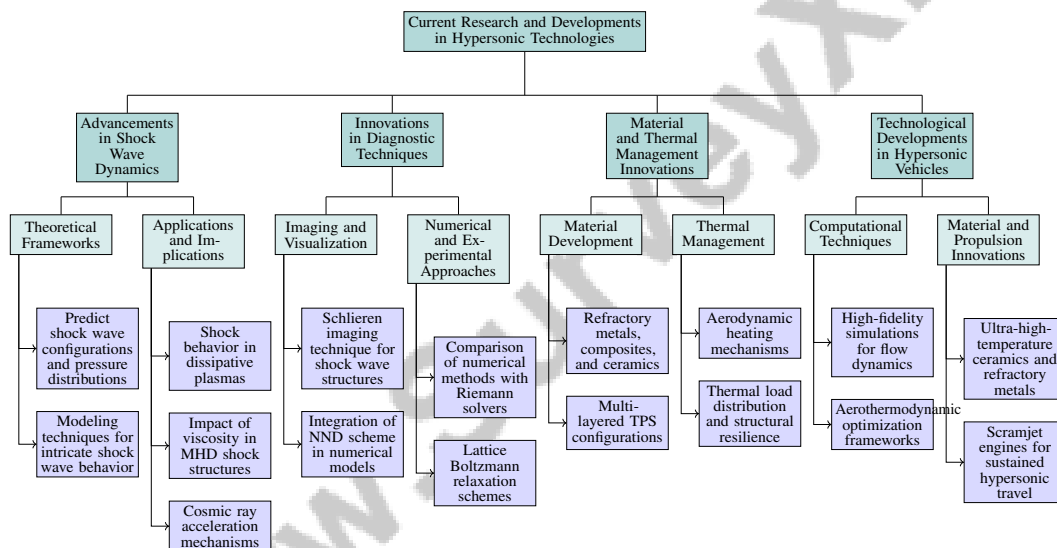 Current Research and Developments
in Hypersonic Technologies
Advancements
in Shock
Wave
Dynamics
Innovations
in Diagnostic
Techniques
Material
and Thermal
Management
Innovations
Technological
Developments
in Hypersonic
Vehicles
Theoretical
Frameworks
Applications
and Im-
plications
Imaging and
Visualization
Numerical
and Exper-
imental
Approaches
Material
Development
Thermal
Management
Computational
Techniques
Material and
Propulsion
Innovations
Predict
shock wave
configurations
and pressure
distributions
Modeling
techniques for
intricate shock
wave behavior
Shock
behavior in
dissipative
plasmas
Impact of
viscosity in
MHD shock
structures
Cosmic ray
acceleration
mechanisms
Schlieren
imaging
technique for
shock wave
structures
Integration of
NND scheme
in numerical
models
Comparison
of numerical
methods with
Riemann
solvers
Lattice
Boltzmann
relaxation
schemes
Refractory
metals,
composites,
and ceramics
Multi-
layered TPS
configurations
Aerodynamic
heating
mechanisms
Thermal load
distribution
and structural
resilience
High-fidelity
simulations
for flow
dynamics
Aerothermodynamic
optimization
frameworks
Ultra-high-
temperature
ceramics and
refractory
metals
Scramjet
engines for
sustained
hypersonic
travel